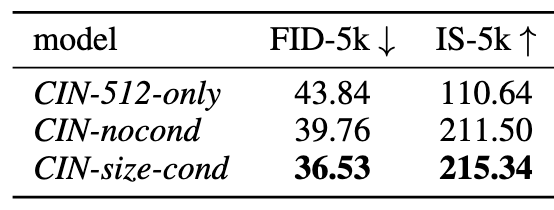 model FID-5k ↓ IS-5k ↑
CIN-512-only 43.84 110.64
CIN-nocond 39.76 211.50
CIN-size-cond 36.53 215.34